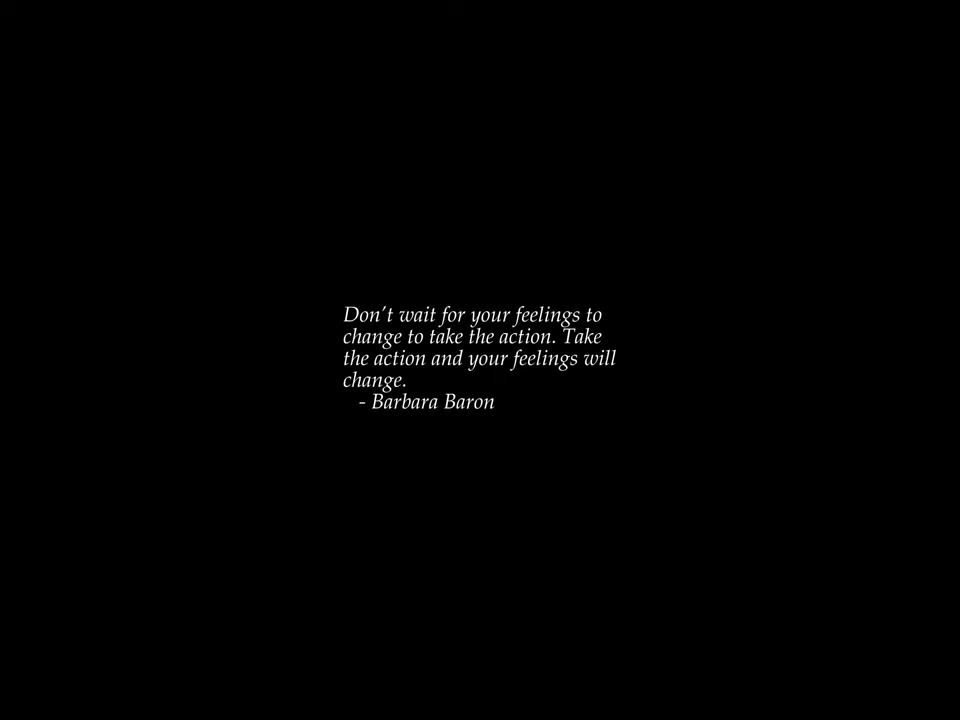 Don’t wait for your feelings to
change to take the action. Take
the action and your feelings will
change.
- Barbara Baron